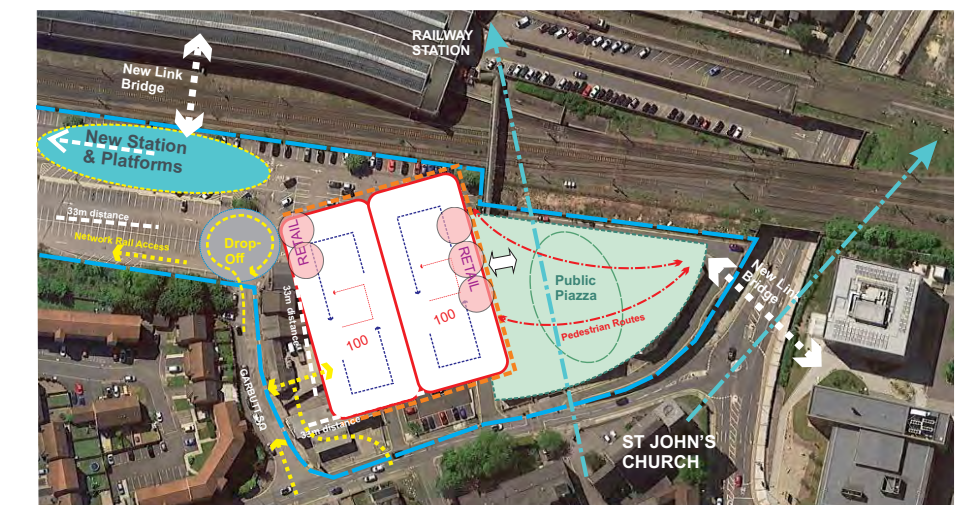 RAILWAY
STATION
New Link
Bridge
New Station
& Platforms
33m distance
Network Rail Access
Drop-
Off
RETAIL
RETAIL
33m distance
100
100
33m distance
GARBUTT SQ
Public
Piazza
Pedestrian Routes
New Link
Bridge
ST JOHN'S
CHURCH